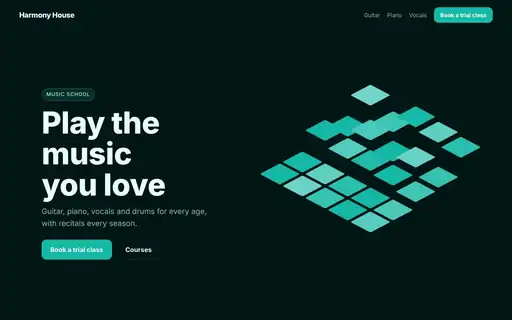 Harmony House
Guitar Piano Vocals Book a trial class
MUSIC SCHOOL
Play the
music
you love
Guitar, piano, vocals and drums for every age,
with recitals every season.
Book a trial class Courses